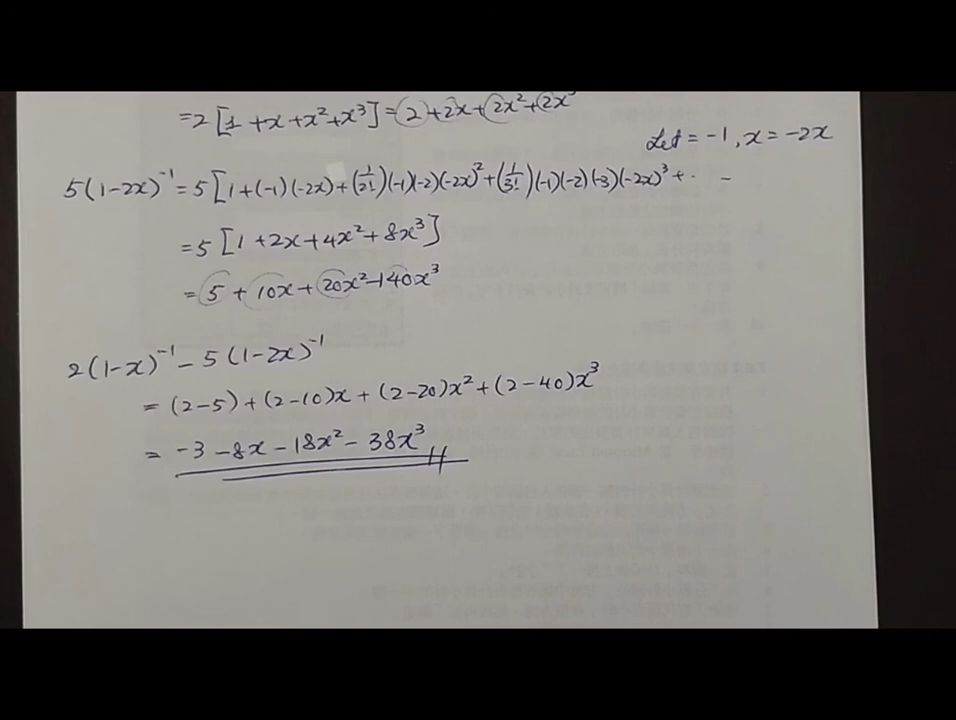 =2[1+x+x²+x³]=2+2x+2x²+2x³
Let = -1, x = -2x
5(1-2x)⁻¹=5[1+(-1)(-2x)+(1/2!)(-1)(-2)(-2x)²+(1/3!)(-1)(-2)(-3)(-2x)³+. -
=5[1+2x+4x²+8x³]
=5+10x+20x²-140x³
2(1-x)⁻¹-5(1-2x)⁻¹
=(2-5)+(2-10)x+(2-20)x²+(2-40)x³
=-3-8x-18x²-38x³